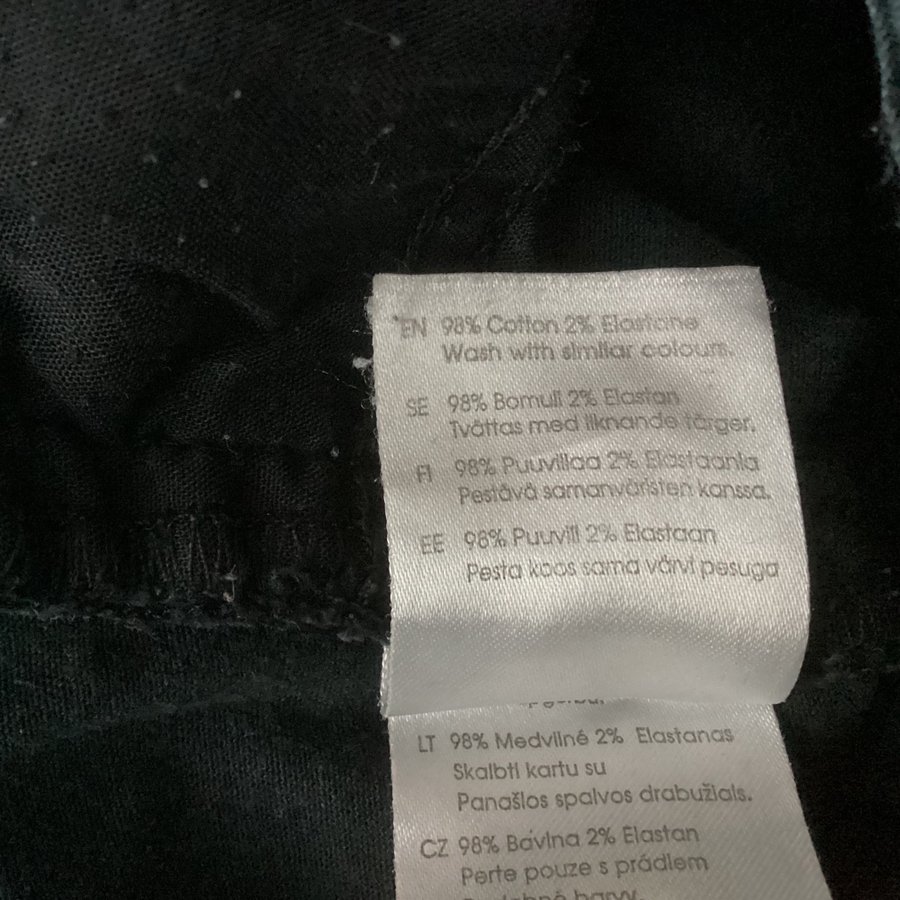 EN 98% Cotton 2% Elastane
Wash with similar colours.
SE 98% Bomull 2% Elastan
Tvättas med liknande färger.
FI 98% Puuvillaa 2% Elastaania
Pestävä samanväristen kanssa.
EE 98% Puuvill 2% Elastaan
Pesta koos sama värvi pesuga
LT 98% Medvilnė 2% Elastanas
Skalbti kartu su
Panašios spalvos drabužiais.
CZ 98% Bavlna 2% Elastan
Perte pouze s prádlem